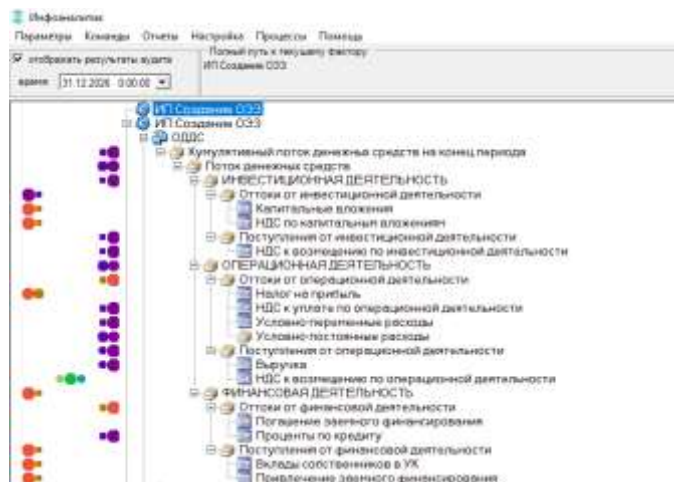 Инфоаналитик
Параметры Команды Отчеты Настройка Процессы Помощь
отображать результаты аудита
время 31.12.2026 0:00:00
Полный путь к текущему фактору
ИП Создание ОЭЗ
ИП Создание ОЭЗ
ИП Создание ОЭЗ
ОДДС
Кумулятивный поток денежных средств на конец периода
Поток денежных средств
ИНВЕСТИЦИОННАЯ ДЕЯТЕЛЬНОСТЬ
Оттоки от инвестиционной деятельности
Капитальные вложения
НДС по капитальным вложениям
Поступления от инвестиционной деятельности
НДС к возмещению по инвестиционной деятельности
ОПЕРАЦИОННАЯ ДЕЯТЕЛЬНОСТЬ
Оттоки от операционной деятельности
Налог на прибыль
НДС к уплате по операционной деятельности
Условно-переменные расходы
Условно-постоянные расходы
Поступления от операционной деятельности
Выручка
НДС к возмещению по операционной деятельности
ФИНАНСОВАЯ ДЕЯТЕЛЬНОСТЬ
Оттоки от финансовой деятельности
Погашение заемного финансирования
Проценты по кредиту
Поступления от финансовой деятельности
Вклады собственников в УК
Привлечение заемного финансирования